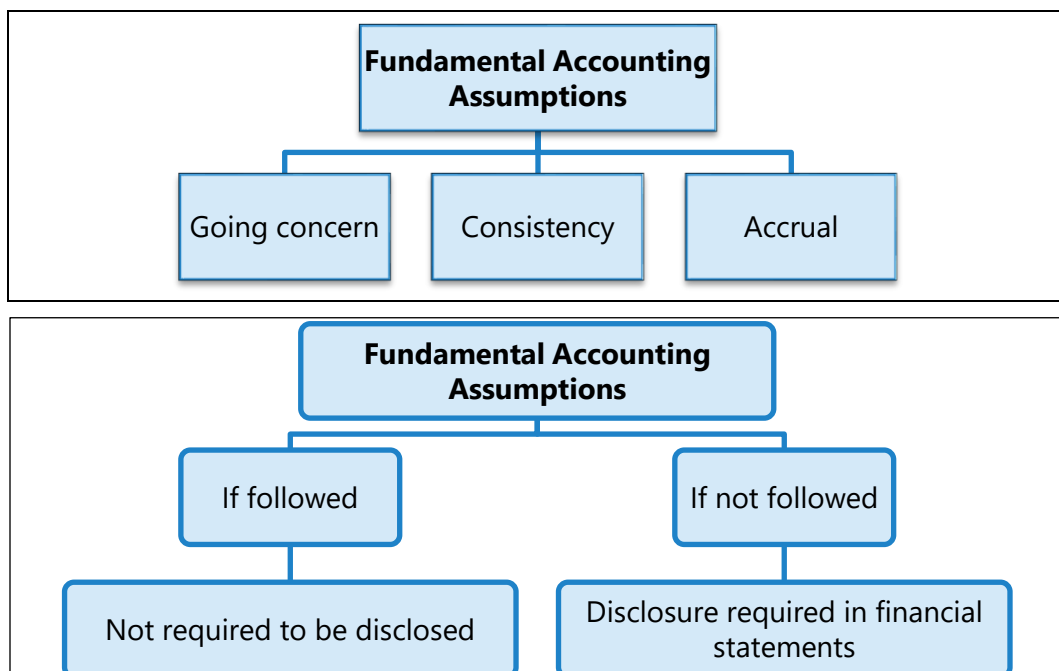 Fundamental Accounting
Assumptions
Going concern
Consistency
Accrual
Fundamental Accounting
Assumptions
If followed
If not followed
Not required to be disclosed
Disclosure required in financial
statements